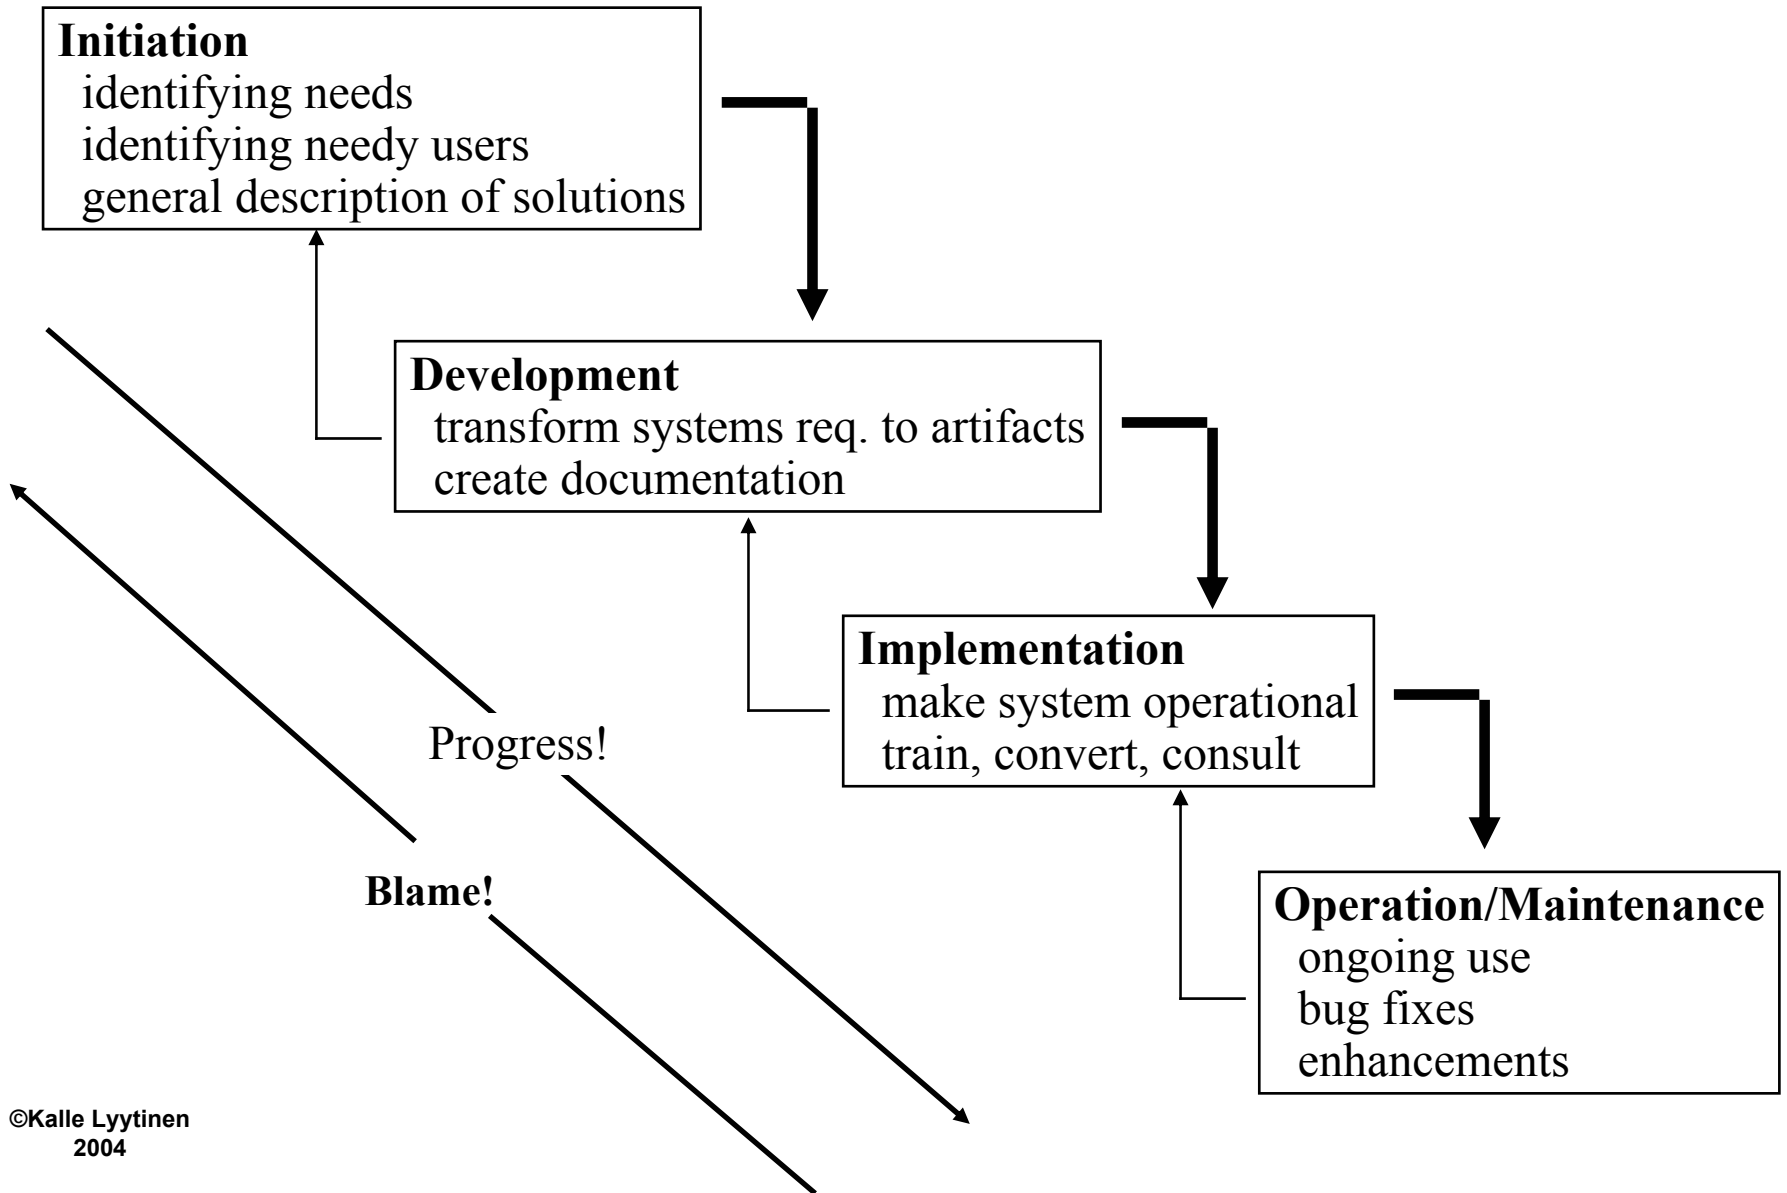 Initiation
identifying needs
identifying needy users
general description of solutions
Development
transform systems req. to artifacts
create documentation
Implementation
make system operational
train, convert, consult
Progress!
Blame!
Operation/Maintenance
ongoing use
bug fixes
enhancements
©Kalle Lyytinen
2004